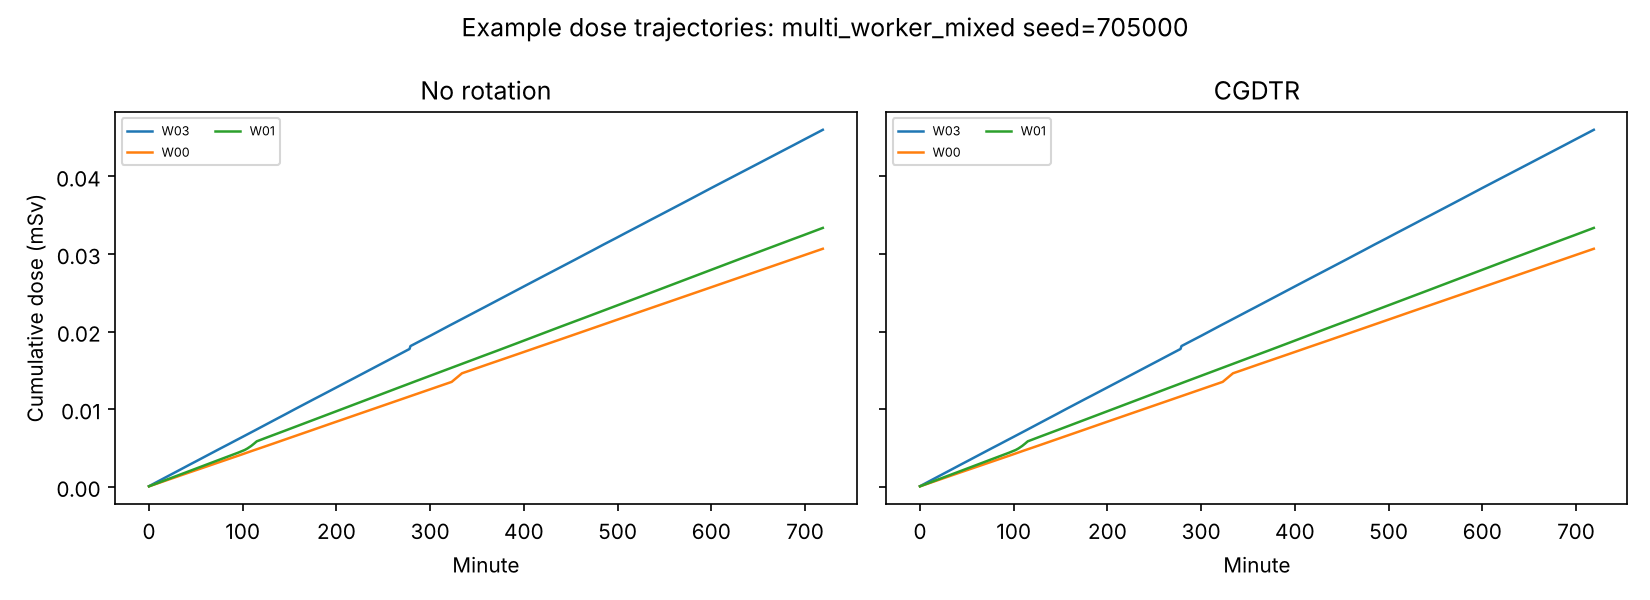 Example dose trajectories: multi_worker_mixed seed=705000
No rotation
W03 W01
W00
Cumulative dose (mSv)
0.04
0.03
0.02
0.01
0.00
0 100 200 300 400 500 600 700
Minute
CGDTR
W03 W01
W00
0 100 200 300 400 500 600 700
Minute